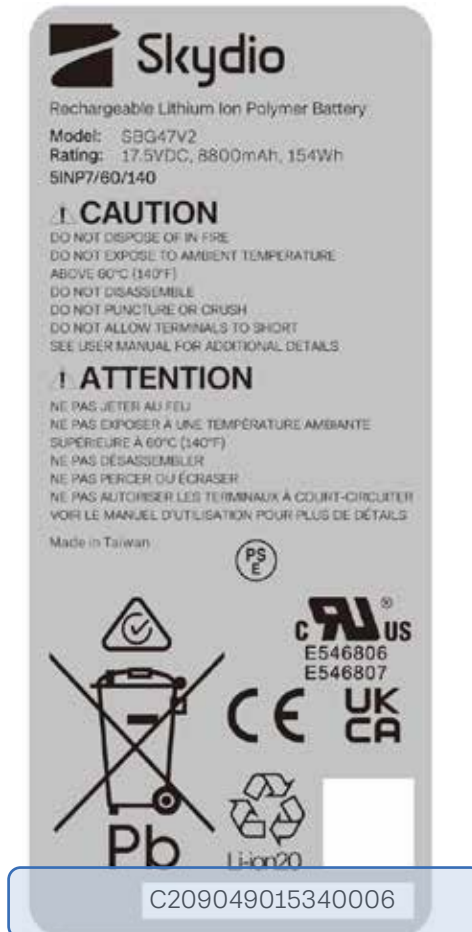 Skydio
Rechargeable Lithium Ion Polymer Battery
Model: SBG47V2
Rating: 17.5VDC, 8800mAh, 154Wh
5INP7/60/140
CAUTION
DO NOT DISPOSE OF IN FIRE
DO NOT EXPOSE TO AMBIENT TEMPERATURE
ABOVE 60°C (140°F)
DO NOT DISASSEMBLE
DO NOT PUNCTURE OR CRUSH
DO NOT ALLOW TERMINALS TO SHORT
SEE USER MANUAL FOR ADDITIONAL DETAILS
ATTENTION
NE PAS JETER AU FEU
NE PAS EXPOSER À UNE TEMPÉRATURE AMBIANTE
SUPÉRIEURE À 60°C (140°F)
NE PAS DÉSASSEMBLER
NE PAS PERCER OU ÉCRASER
NE PAS AUTORISER LES TERMINAUX À COURT-CIRCUITER
VOIR LE MANUEL D'UTILISATION POUR PLUS DE DÉTAILS
Made in Taiwan
PS
E
C RU US ®
E546806
E546807
CE
UK
CA
Pb
Li-ion20
C209049015340006